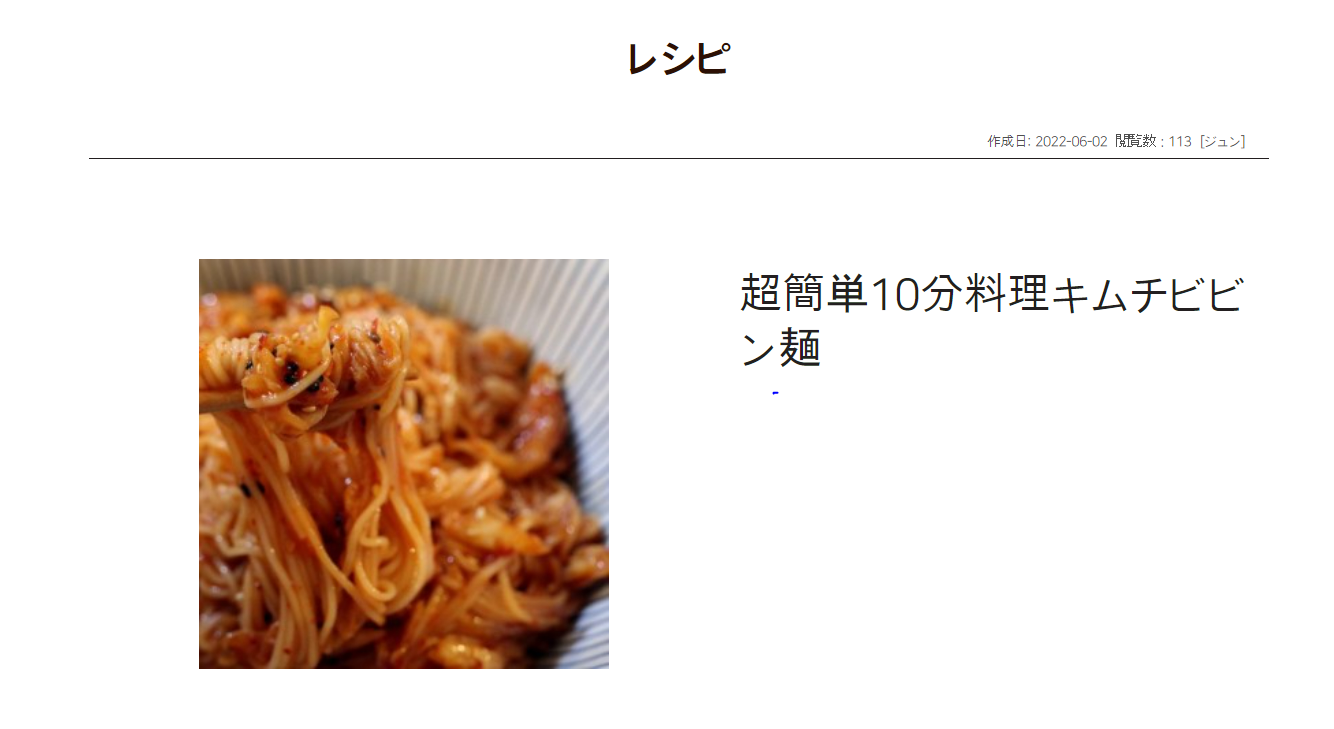 レシピ
作成日: 2022-06-02 閲覧数 : 113 [ジュン]
超簡単10分料理キムチビビ
ン麺